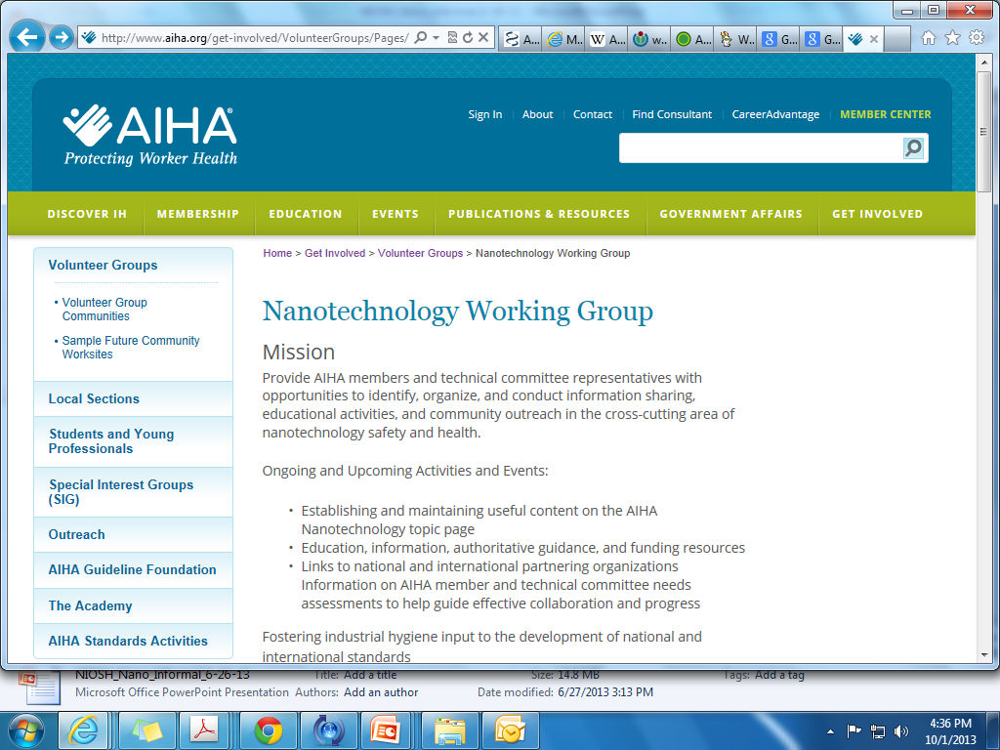 http://www.aiha.org/get-involved/VolunteerGroups/Pages/
A...
M...
W A...
w...
A...
W...
8 G...
8 G...
AIHA®
Protecting Worker Health
Sign In
About
Contact
Find Consultant
CareerAdvantage
MEMBER CENTER
DISCOVER IH
MEMBERSHIP
EDUCATION
EVENTS
PUBLICATIONS & RESOURCES
GOVERNMENT AFFAIRS
GET INVOLVED
Volunteer Groups
• Volunteer Group
Communities
• Sample Future Community
Worksites
Local Sections
Students and Young
Professionals
Special Interest Groups
(SIG)
Outreach
AIHA Guideline Foundation
The Academy
AIHA Standards Activities
Home > Get Involved > Volunteer Groups > Nanotechnology Working Group
Nanotechnology Working Group
Mission
Provide AIHA members and technical committee representatives with
opportunities to identify, organize, and conduct information sharing,
educational activities, and community outreach in the cross-cutting area of
nanotechnology safety and health.
Ongoing and Upcoming Activities and Events:
• Establishing and maintaining useful content on the AIHA
Nanotechnology topic page
• Education, information, authoritative guidance, and funding resources
• Links to national and international partnering organizations
Information on AIHA member and technical committee needs
assessments to help guide effective collaboration and progress
Fostering industrial hygiene input to the development of national and
international standards
NIOSH_Nano_Informal_6-26-13
Title: Add a title
Size: 14.8 MB
Tags: Add a tag
Microsoft Office PowerPoint Presentation
Authors: Add an author
Date modified: 6/27/2013 3:13 PM
4:36 PM
10/1/2013